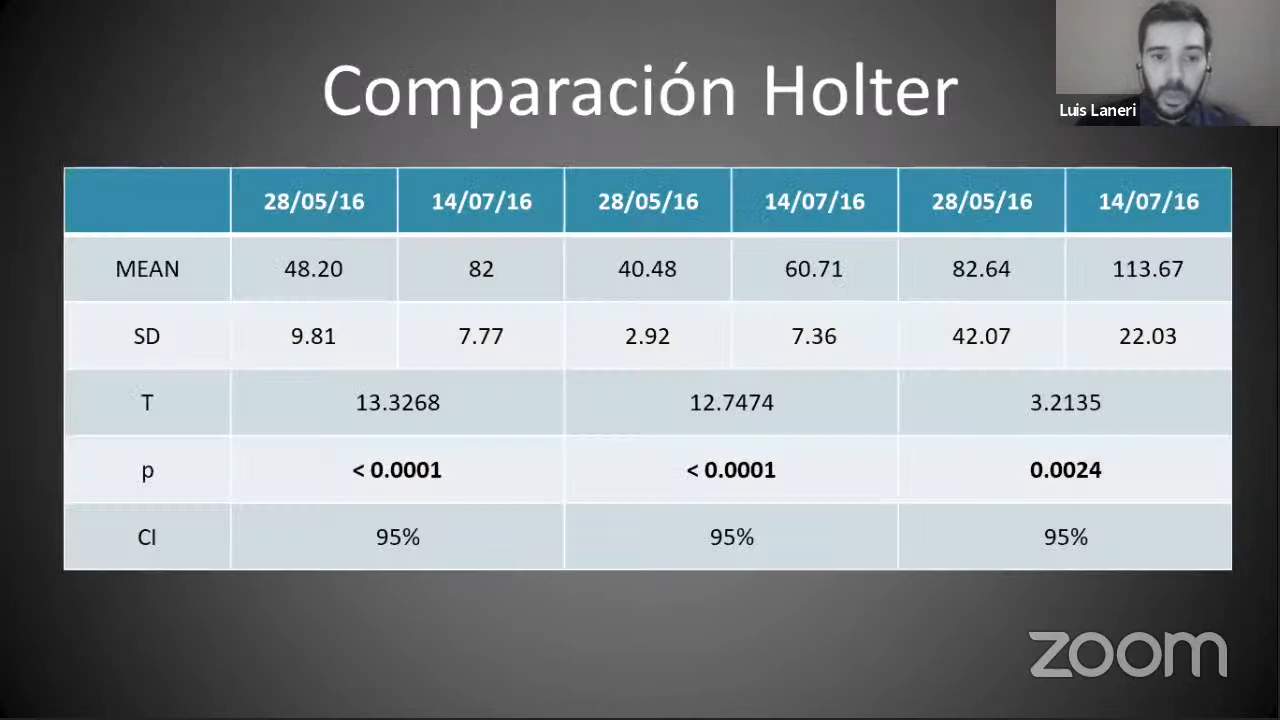 Comparación Holter
Luis Laneri
28/05/16 14/07/16 28/05/16 14/07/16 28/05/16 14/07/16
MEAN 48.20 82 40.48 60.71 82.64 113.67
SD 9.81 7.77 2.92 7.36 42.07 22.03
T 13.3268 12.7474 3.2135
p < 0.0001 < 0.0001 0.0024
CI 95% 95% 95%
zoom